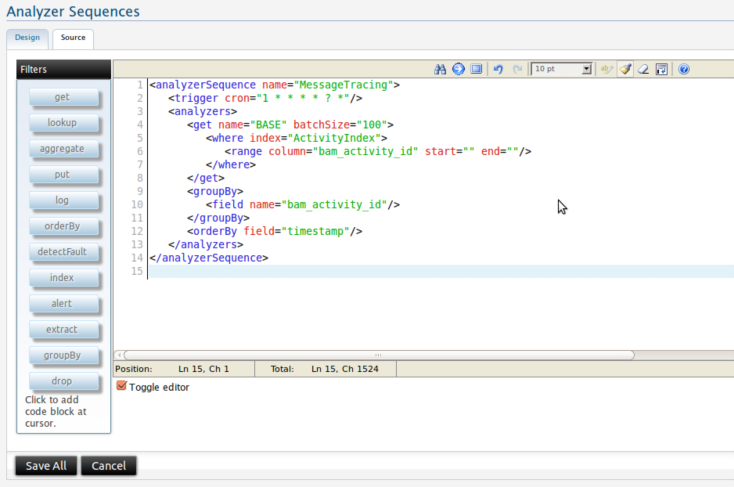 Analyzer Sequences
Design Source
Filters
get
lookup
aggregate
put
log
orderBy
detectFault
index
alert
extract
groupBy
drop
Click to add
code block at
cursor.
10 pt
1 <analyzerSequence name="MessageTracing">
2 <trigger cron="1 * * * * ? *"/>
3 <analyzers>
4 <get name="BASE" batchSize="100">
5 <where index="ActivityIndex">
6 <range column="bam_activity_id" start="" end=""/>
7 </where>
8 </get>
9 <groupBy>
10 <field name="bam_activity_id"/>
11 </groupBy>
12 <orderBy field="timestamp"/>
13 </analyzers>
14 </analyzerSequence>
15
Position: Ln 15, Ch 1 Total: Ln 15, Ch 1524
Toggle editor
Save All Cancel